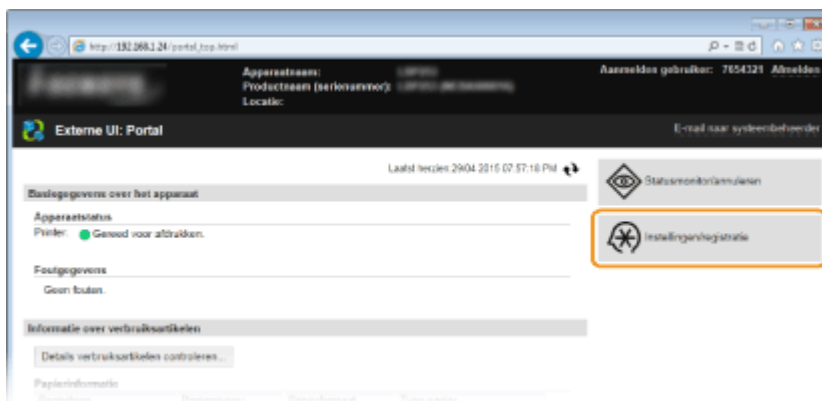 http://192.168.1.24/portal_top.html
Apparaatnaam:
Productnaam (serienummer):
Locatie:
Aanmelden gebruiker: 7654321 Afmelden
Externe UI: Portal
E-mail naar systeembeheerder
Laatst herzien: 29/04 2015 07:57:18 PM
Basisgegevens over het apparaat
Statusmonitor/annuleren
Apparaatstatus
Printer: Gereed voor afdrukken.
Instellingen/registratie
Foutgegevens
Geen fouten.
Informatie over verbruiksartikelen
Details verbruiksartikelen controleren...
Papierinformatie